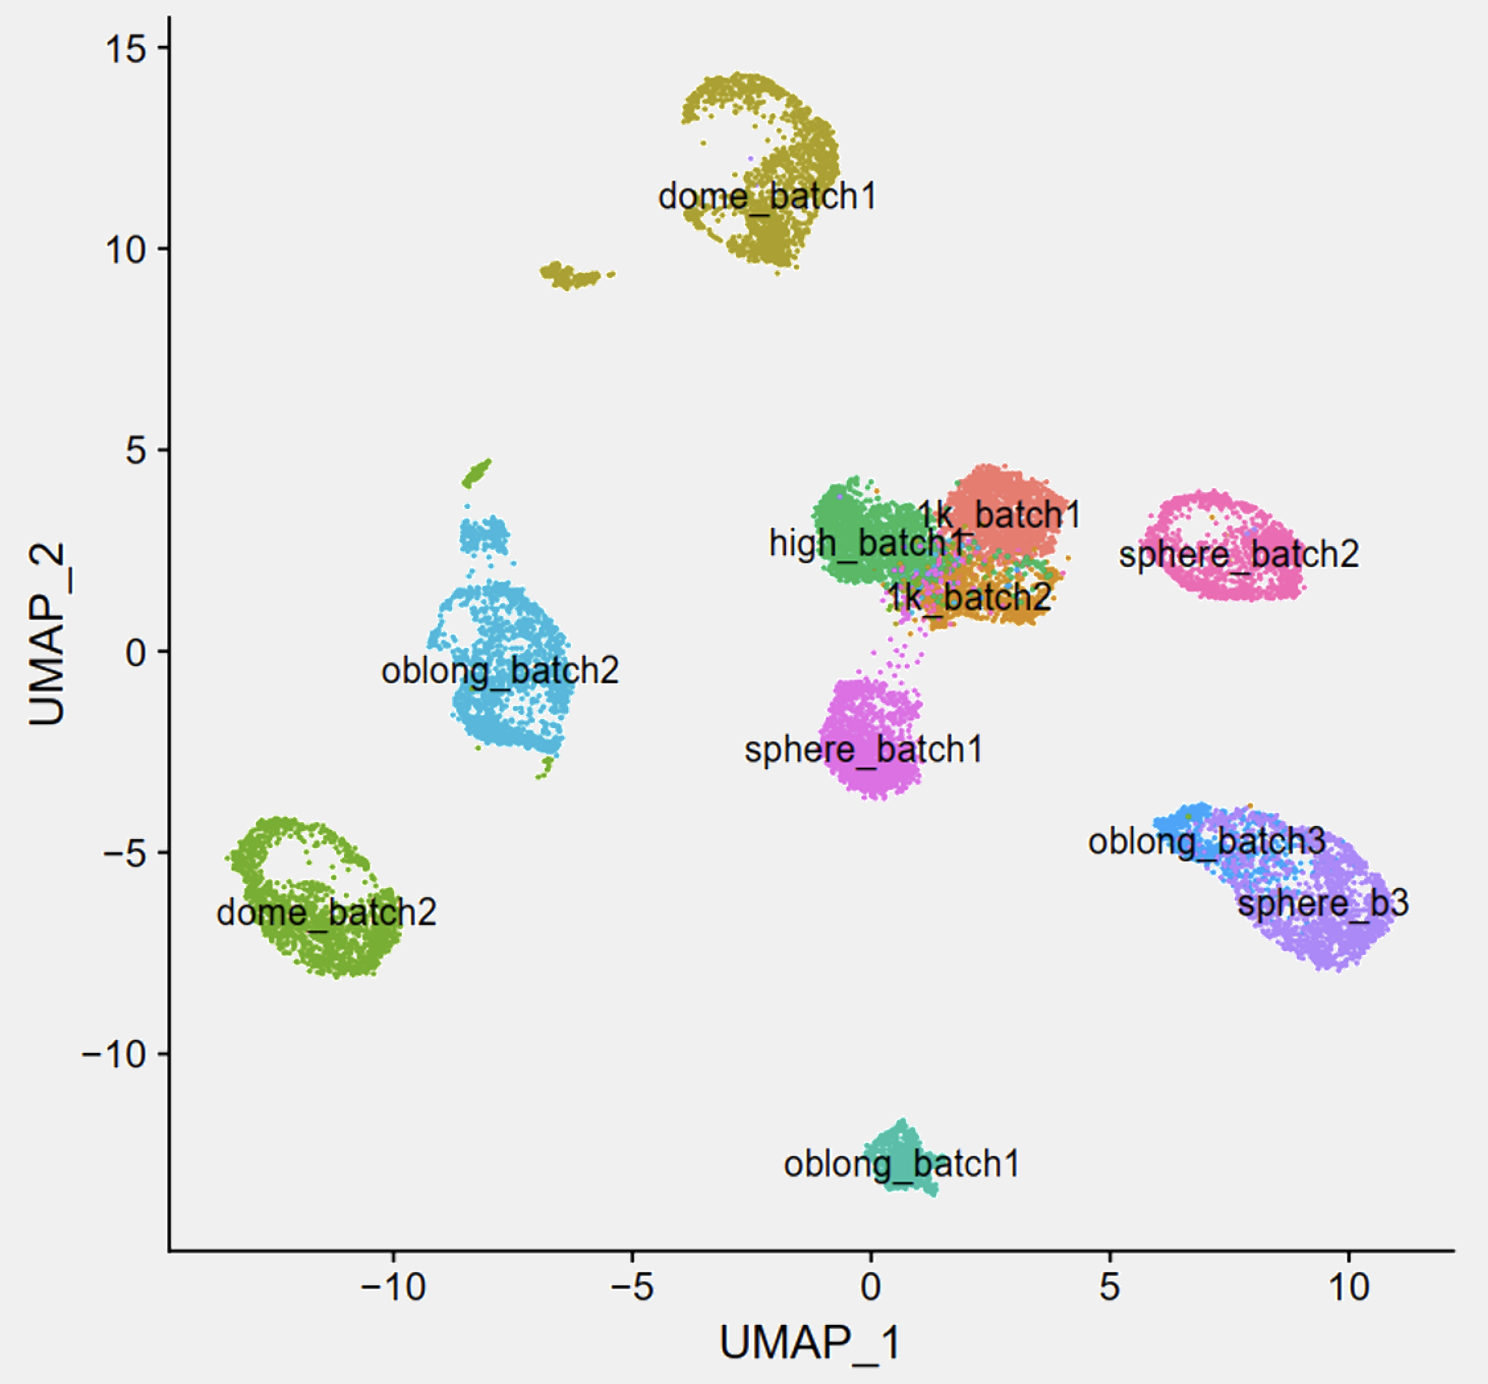 15
10
5
0
−5
−10
UMAP_2
dome_batch1
1k_batch1
high_batch1
sphere_batch2
1k_batch2
oblong_batch2
sphere_batch1
oblong_batch3
sphere_b3
dome_batch2
oblong_batch1
−10
−5
0
5
10
UMAP_1